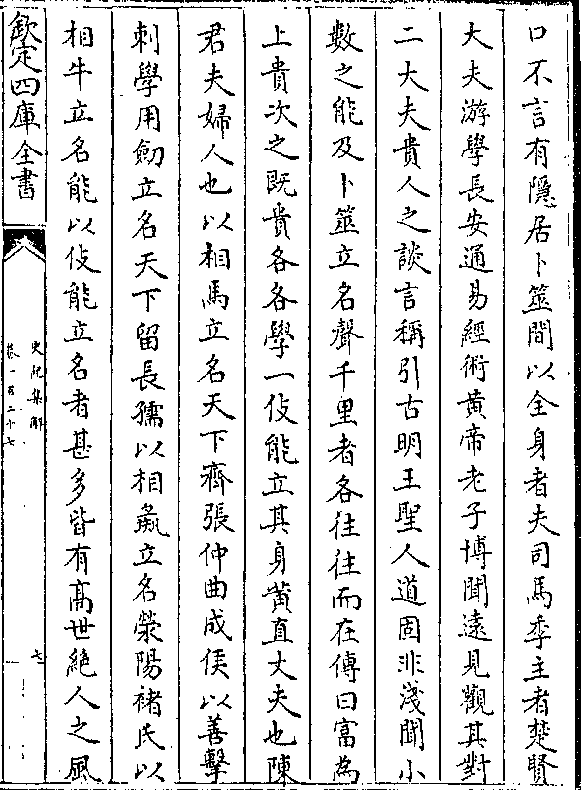 口不言有隱居卜筮間以全身者夫司馬季主者楚賢
大夫游學長安通易經術黃帝老子博聞遠見觀其對
二大夫貴人之談言稱引古明王聖人道固非淺聞小
數之能及卜筮立名聲千里者各往往而在傳曰富為
上貴次之既貴各各學一伎能立其身黃直丈夫也陳
君夫婦人也以相馬立名天下齊張仲曲成侯以善擊
刺學用劒立名天下留長孺以相彘立名滎陽褚氏以
相牛立名能以伎能立名者甚多皆有髙世絶人之風
欽定四庫全書
史記集解
卷一百二十七
七